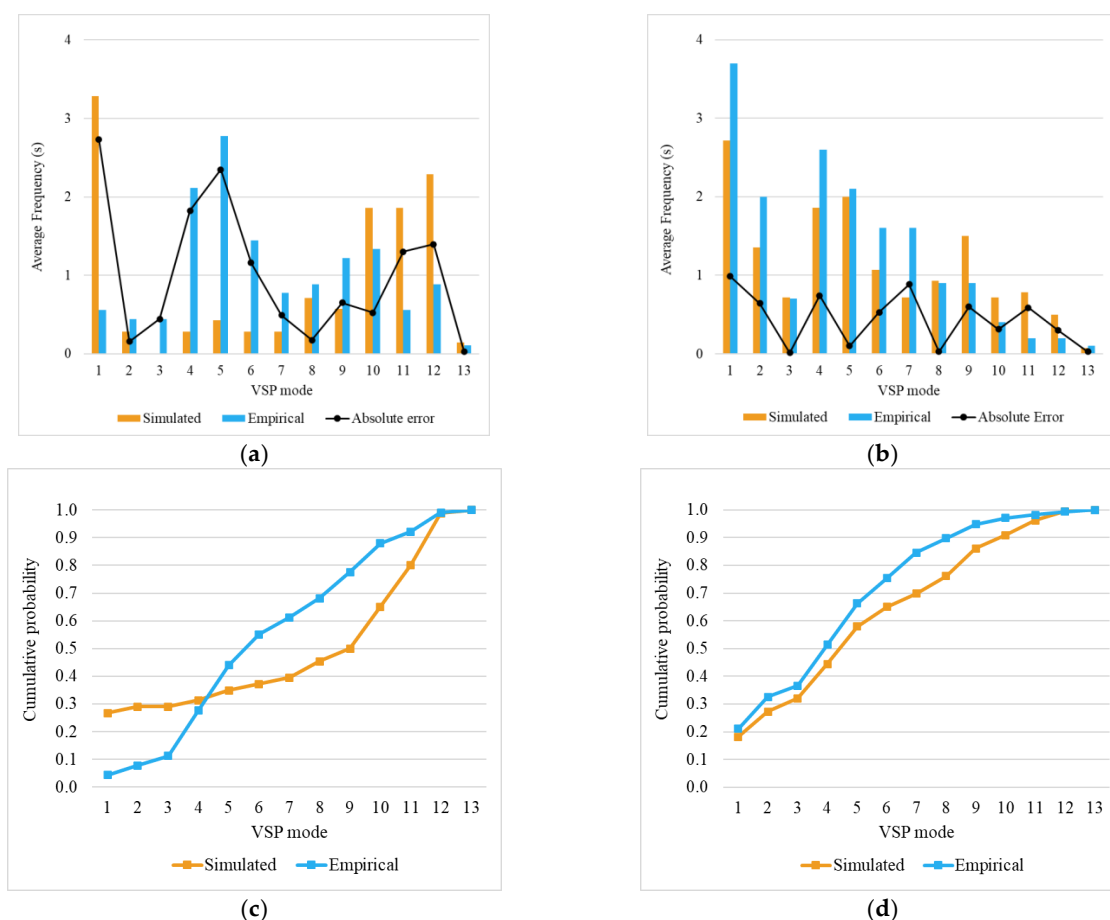 4
3
2
1
0
Average Frequency (s)
1 2 3 4 5 6 7 8 9 10 11 12 13
VSP mode
Simulated Empirical Absolute error
(a)
4
3
2
1
0
Average Frequency (s)
1 2 3 4 5 6 7 8 9 10 11 12 13
VSP mode
Simulated Empirical Absolute Error
(b)
1.0
0.9
0.8
0.7
0.6
0.5
0.4
0.3
0.2
0.1
0.0
Cumulative probability
1 2 3 4 5 6 7 8 9 10 11 12 13
VSP mode
Simulated Empirical
(c)
1.0
0.9
0.8
0.7
0.6
0.5
0.4
0.3
0.2
0.1
0.0
Cumulative probability
1 2 3 4 5 6 7 8 9 10 11 12 13
VSP mode
Simulated Empirical
(d)